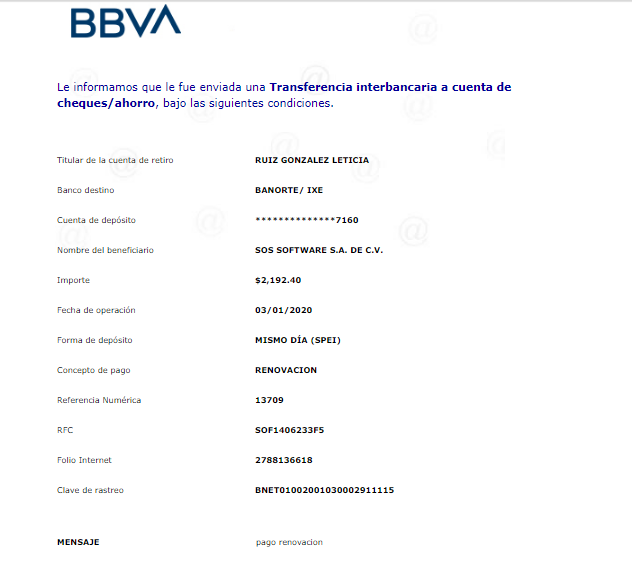 BBVA
Le informamos que le fue enviada una Transferencia interbancaria a cuenta de
cheques/ahorro, bajo las siguientes condiciones.
Titular de la cuenta de retiro RUIZ GONZALEZ LETICIA
Banco destino BANORTE/ IXE
Cuenta de depósito **************7160
Nombre del beneficiario SOS SOFTWARE S.A. DE C.V.
Importe $2,192.40
Fecha de operación 03/01/2020
Forma de depósito MISMO DÍA (SPEI)
Concepto de pago RENOVACION
Referencia Numérica 13709
RFC SOF1406233F5
Folio Internet 2788136618
Clave de rastreo BNET01002001030002911115
MENSAJE pago renovacion